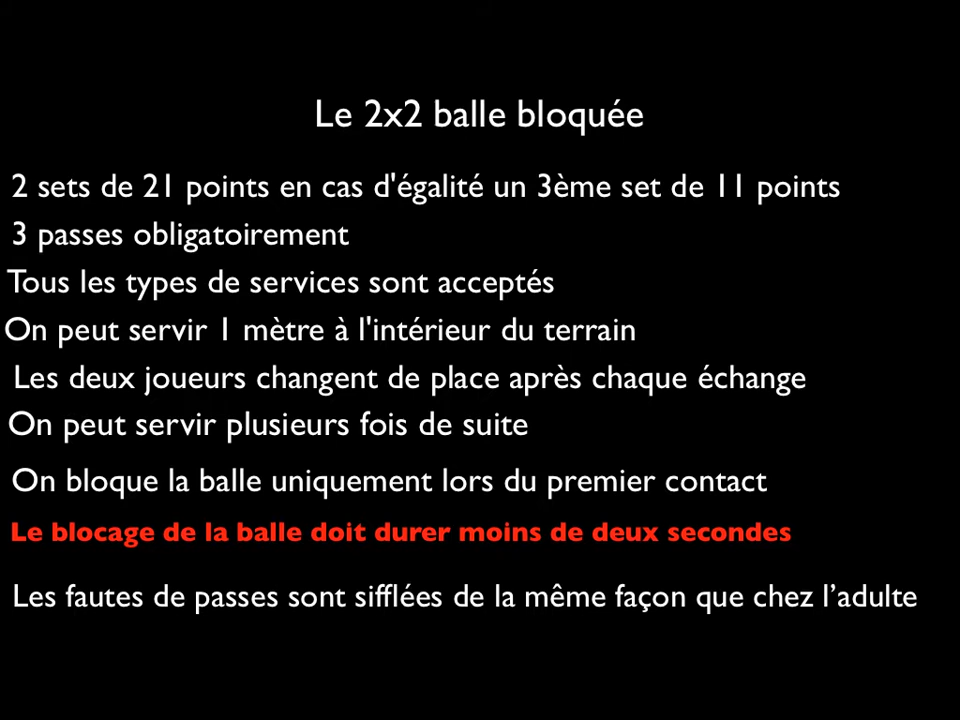 Le 2x2 balle bloquée
2 sets de 21 points en cas d'égalité un 3ème set de 11 points
3 passes obligatoirement
Tous les types de services sont acceptés
On peut servir 1 mètre à l'intérieur du terrain
Les deux joueurs changent de place après chaque échange
On peut servir plusieurs fois de suite
On bloque la balle uniquement lors du premier contact
Le blocage de la balle doit durer moins de deux secondes
Les fautes de passes sont sifflées de la même façon que chez l’adulte